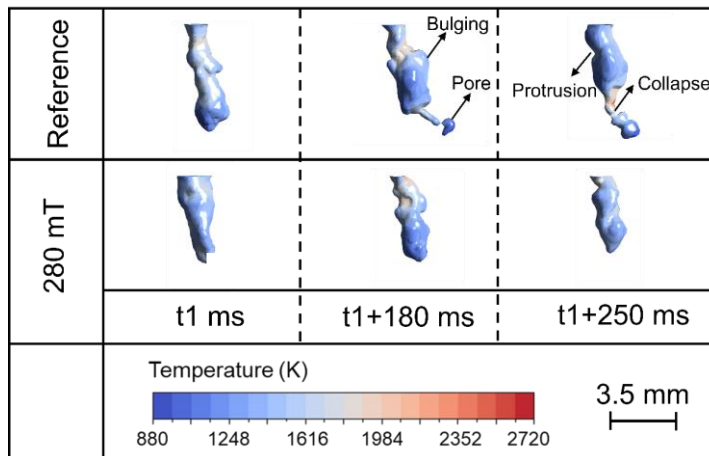 Reference
Bulging
Pore
Protrusion
Collapse
280 mT
t1 ms
t1+180 ms
t1+250 ms
Temperature (K)
880 1248 1616 1984 2352 2720
3.5 mm